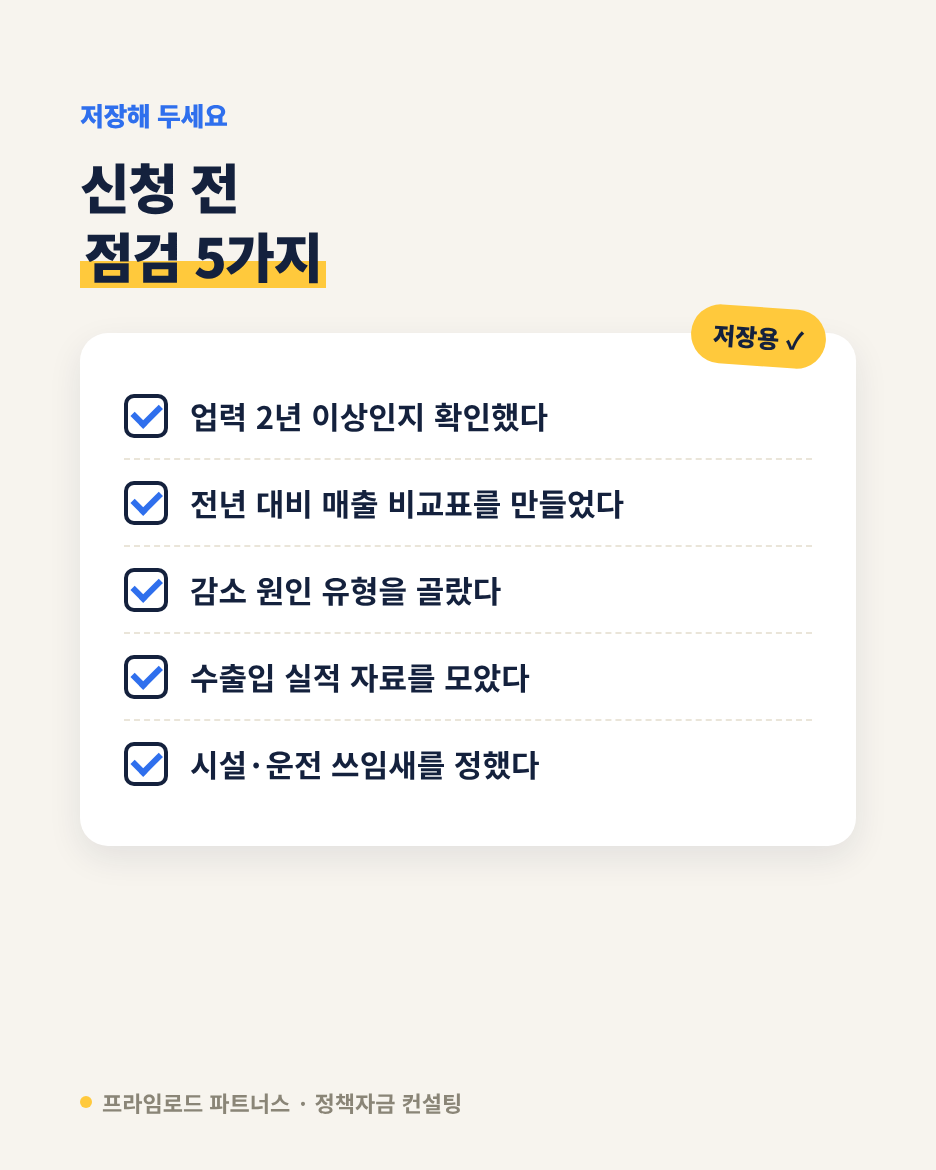 저장해 두세요
신청 전
점검 5가지
저장용 ✓
업력 2년 이상인지 확인했다
전년 대비 매출 비교표를 만들었다
감소 원인 유형을 골랐다
수출입 실적 자료를 모았다
시설·운전 쓰임새를 정했다
프라임로드 파트너스 · 정책자금 컨설팅